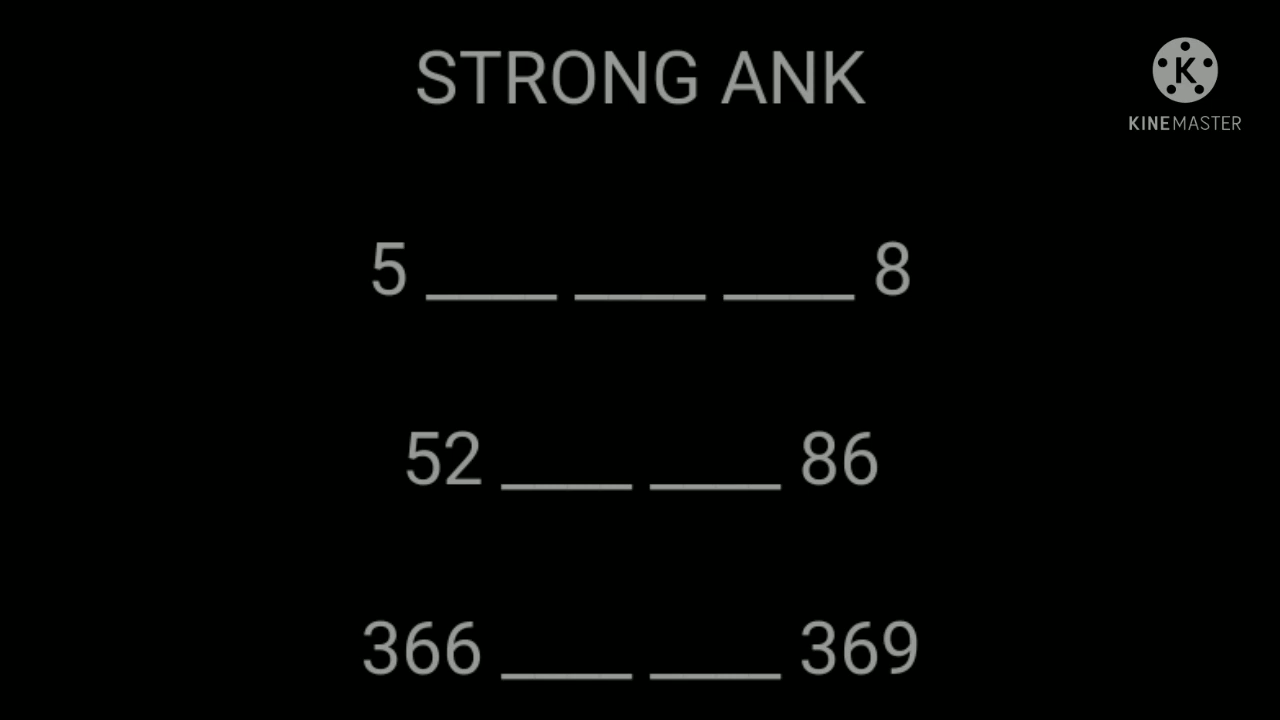 STRONG ANK
K
KINEMASTER
5 ____ ____ ____ 8
52 ____ ____ 86
366 ____ ____ 369